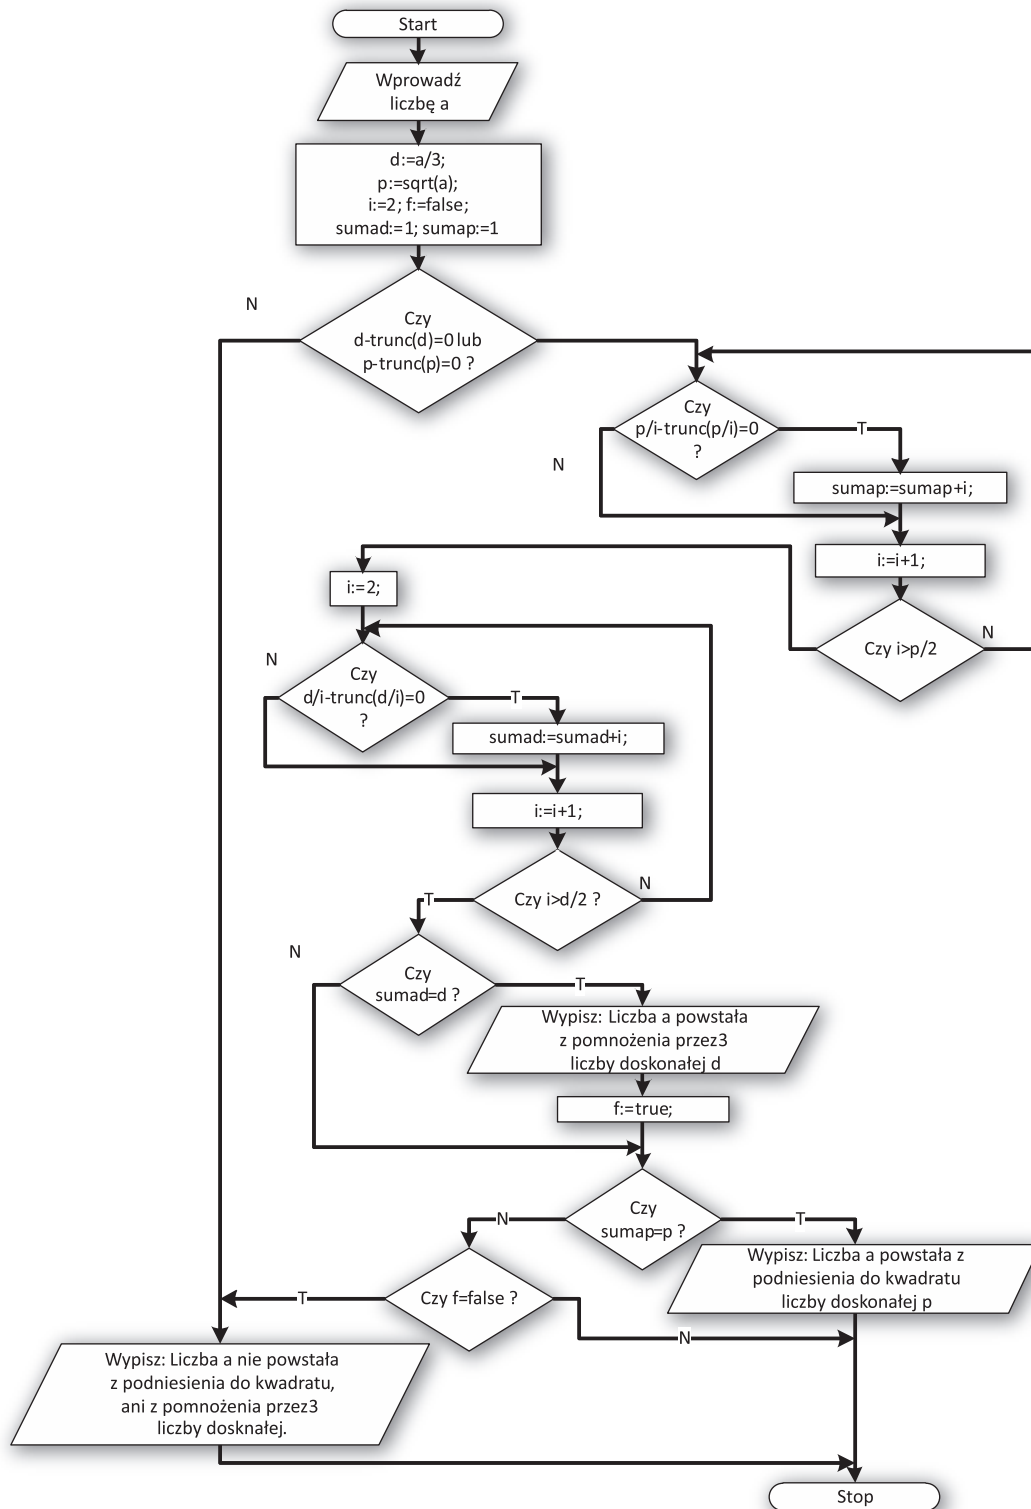 Start
Wprowadź
liczbę a
d:=a/3;
p:=sqrt(a);
i:=2; f:=false;
sumad:=1; sumap:=1
N
Czy
d-trunc(d)=0 lub
p-trunc(p)=0 ?
Czy
p/i-trunc(p/i)=0
?
T
N
sumap:=sumap+i;
i:=i+1;
Czy i>p/2
N
i:=2;
N
Czy
d/i-trunc(d/i)=0
?
T
sumad:=sumad+i;
i:=i+1;
Czy i>d/2 ?
N
T
N
Czy
sumad=d ?
T
Wypisz: Liczba a powstała
z pomnożenia przez3
liczby doskonałej d
f:=true;
Czy
sumap=p ?
N
T
Wypisz: Liczba a powstała z
podniesienia do kwadratu
liczby doskonałej p
Czy f=false ?
T
N
Wypisz: Liczba a nie powstała
z podniesienia do kwadratu,
ani z pomnożenia przez3
liczby dosknałej.
Stop